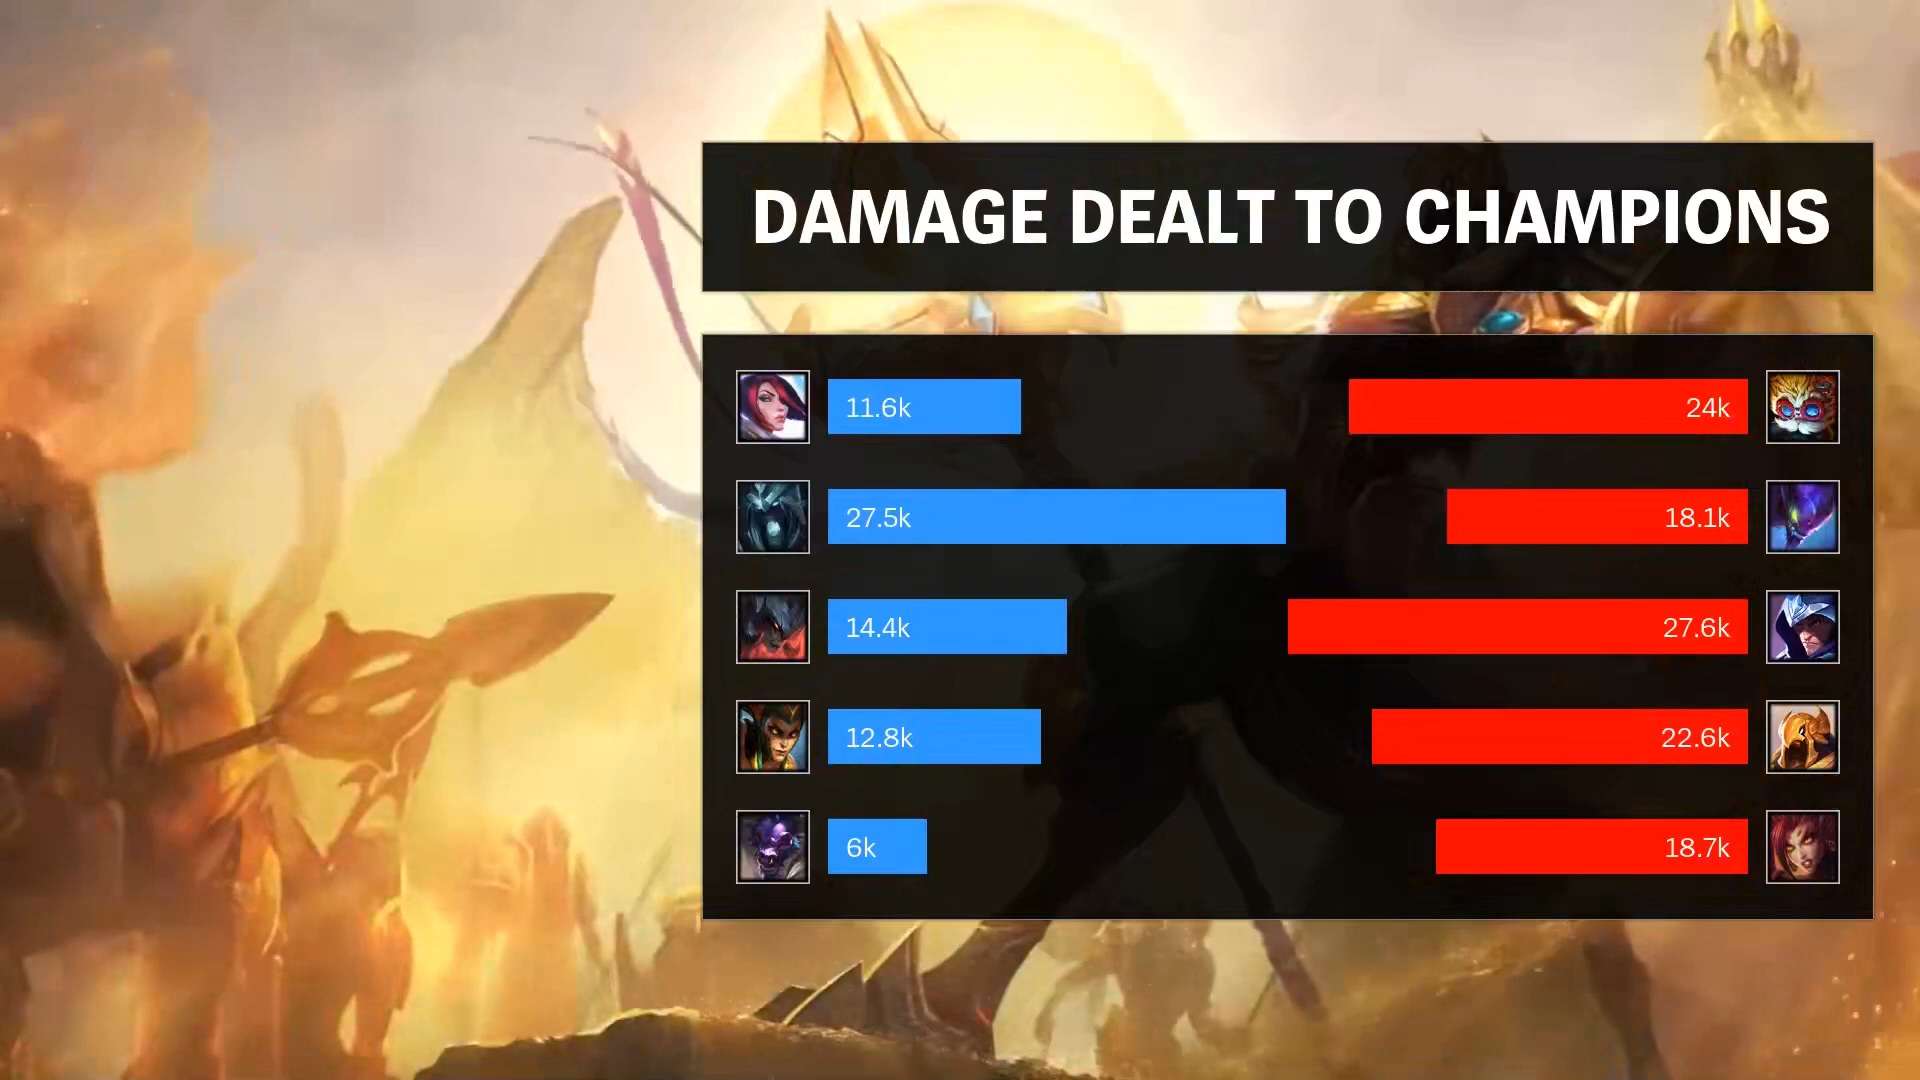 DAMAGE DEALT TO CHAMPIONS
11.6k 24k
27.5k 18.1k
14.4k 27.6k
12.8k 22.6k
6k 18.7k